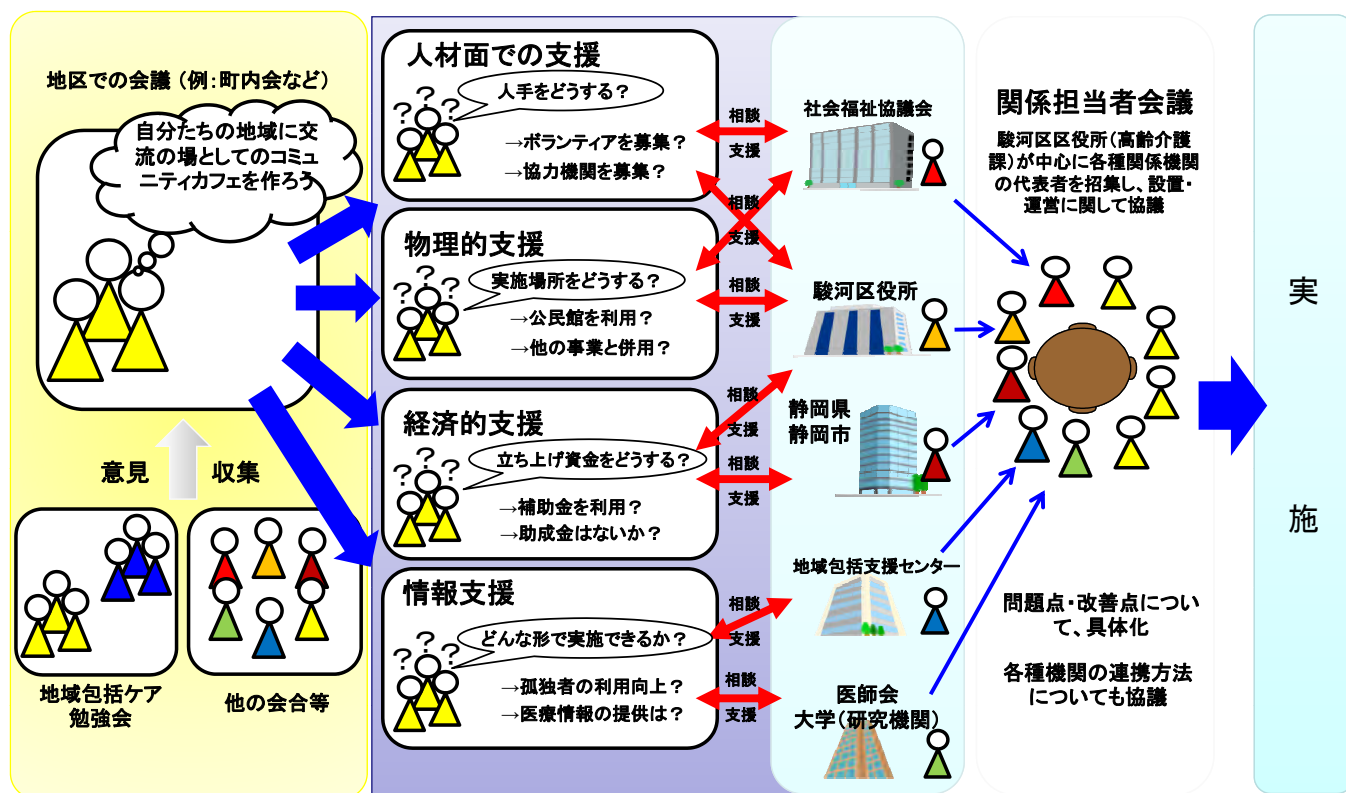 地区での会議（例：町内会など）
自分たちの地域に交
流の場としてのコミュ
ニティカフェを作ろう
意見
収集
地域包括ケア
勉強会
他の会合等
人材面での支援
? ? ?
人手をどうする？
→ボランティアを募集？
→協力機関を募集？
物理的支援
? ? ?
実施場所をどうする？
→公民館を利用？
→他の事業と併用？
経済的支援
? ? ?
立ち上げ資金をどうする？
→補助金を利用？
→助成金はないか？
情報支援
? ? ?
どんな形で実施できるか？
→孤独者の利用向上？
→医療情報の提供は？
相談
支援
相談
支援
相談
支援
相談
支援
相談
支援
相談
支援
相談
支援
社会福祉協議会
駿河区役所
静岡県
静岡市
地域包括支援センター
医師会
大学（研究機関）
関係担当者会議
駿河区区役所（高齢介護
課）が中心に各種関係機関
の代表者を招集し、設置・
運営に関して協議
問題点・改善点につい
て、具体化
各種機関の連携方法
についても協議
実
施